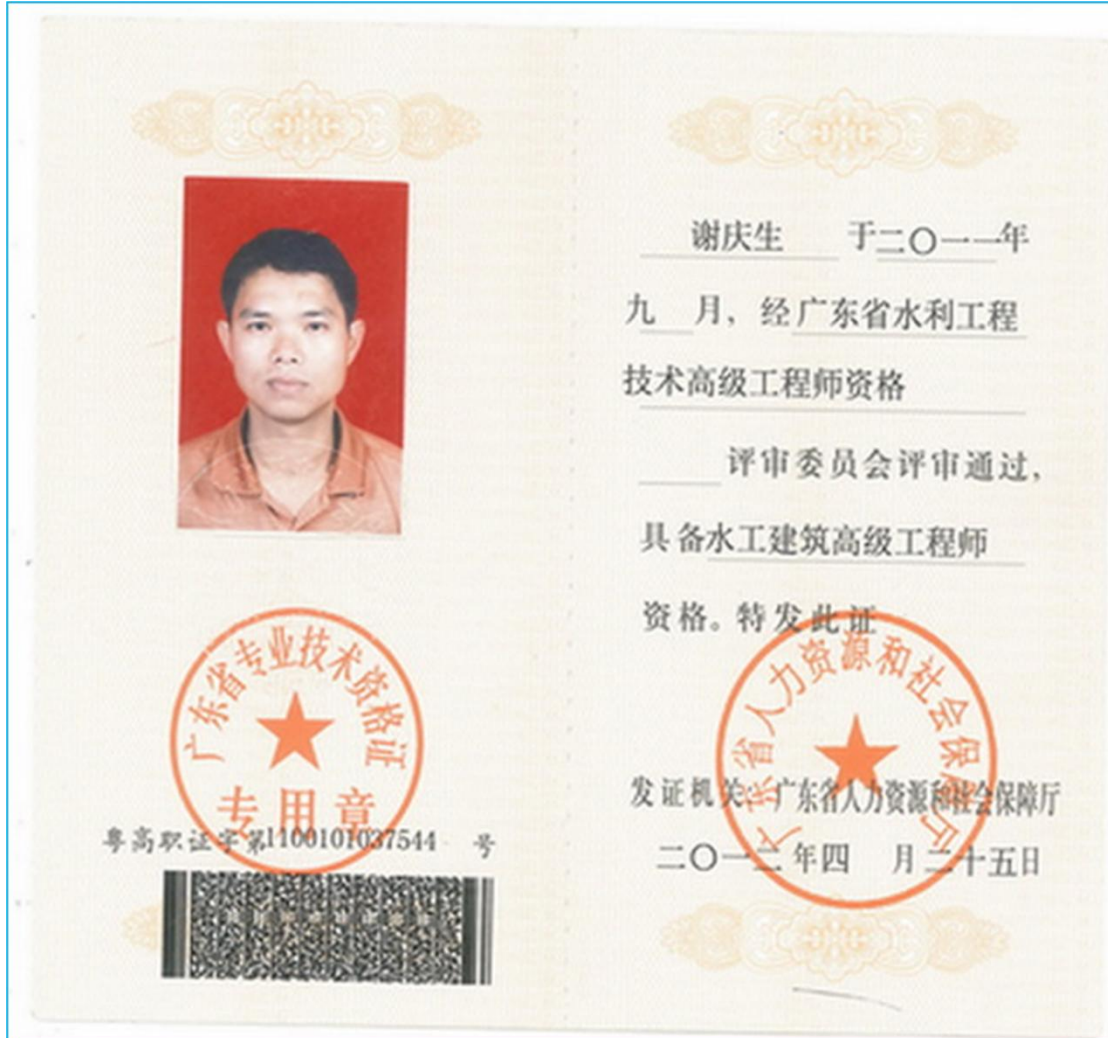 广东省专业技术资格证
专用章
粤高职证字第1100101037544 号
谢庆生 于二〇一一年
九 月，经广东省水利工程
技术高级工程师资格
评审委员会评审通过，
具备水工建筑高级工程师
资格。特发此证
广东省人力资源和社会保障厅
发证机关：广东省人力资源和社会保障厅
二〇一二年四 月二十五日